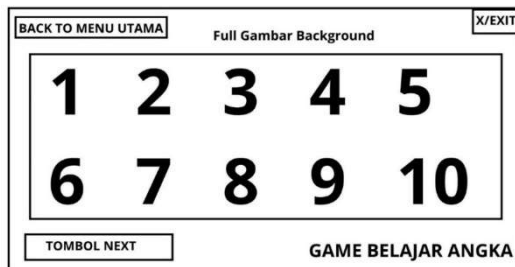 BACK TO MENU UTAMA
X/EXIT
Full Gambar Background
1 2 3 4 5
6 7 8 9 10
TOMBOL NEXT
GAME BELAJAR ANGKA